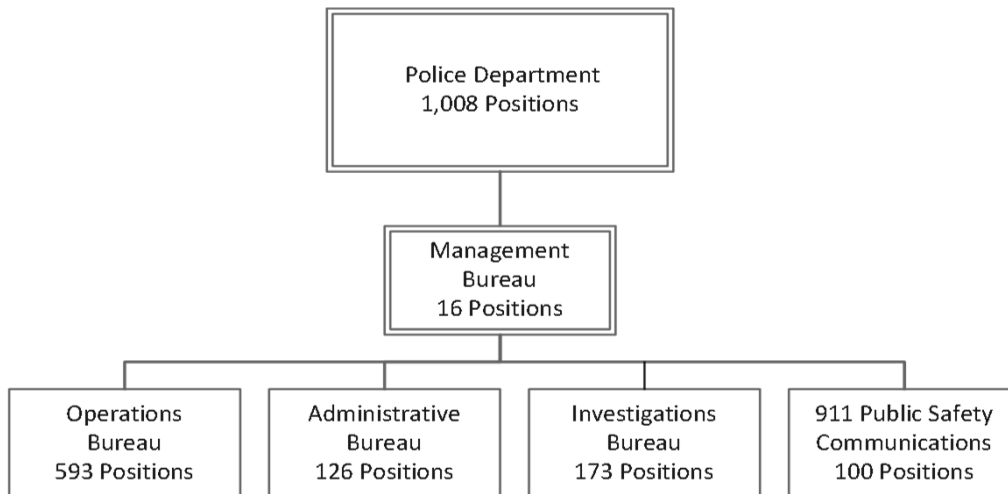 Police Department
1,008 Positions
Management
Bureau
16 Positions
Operations
Bureau
593 Positions
Administrative
Bureau
126 Positions
Investigations
Bureau
173 Positions
911 Public Safety
Communications
100 Positions